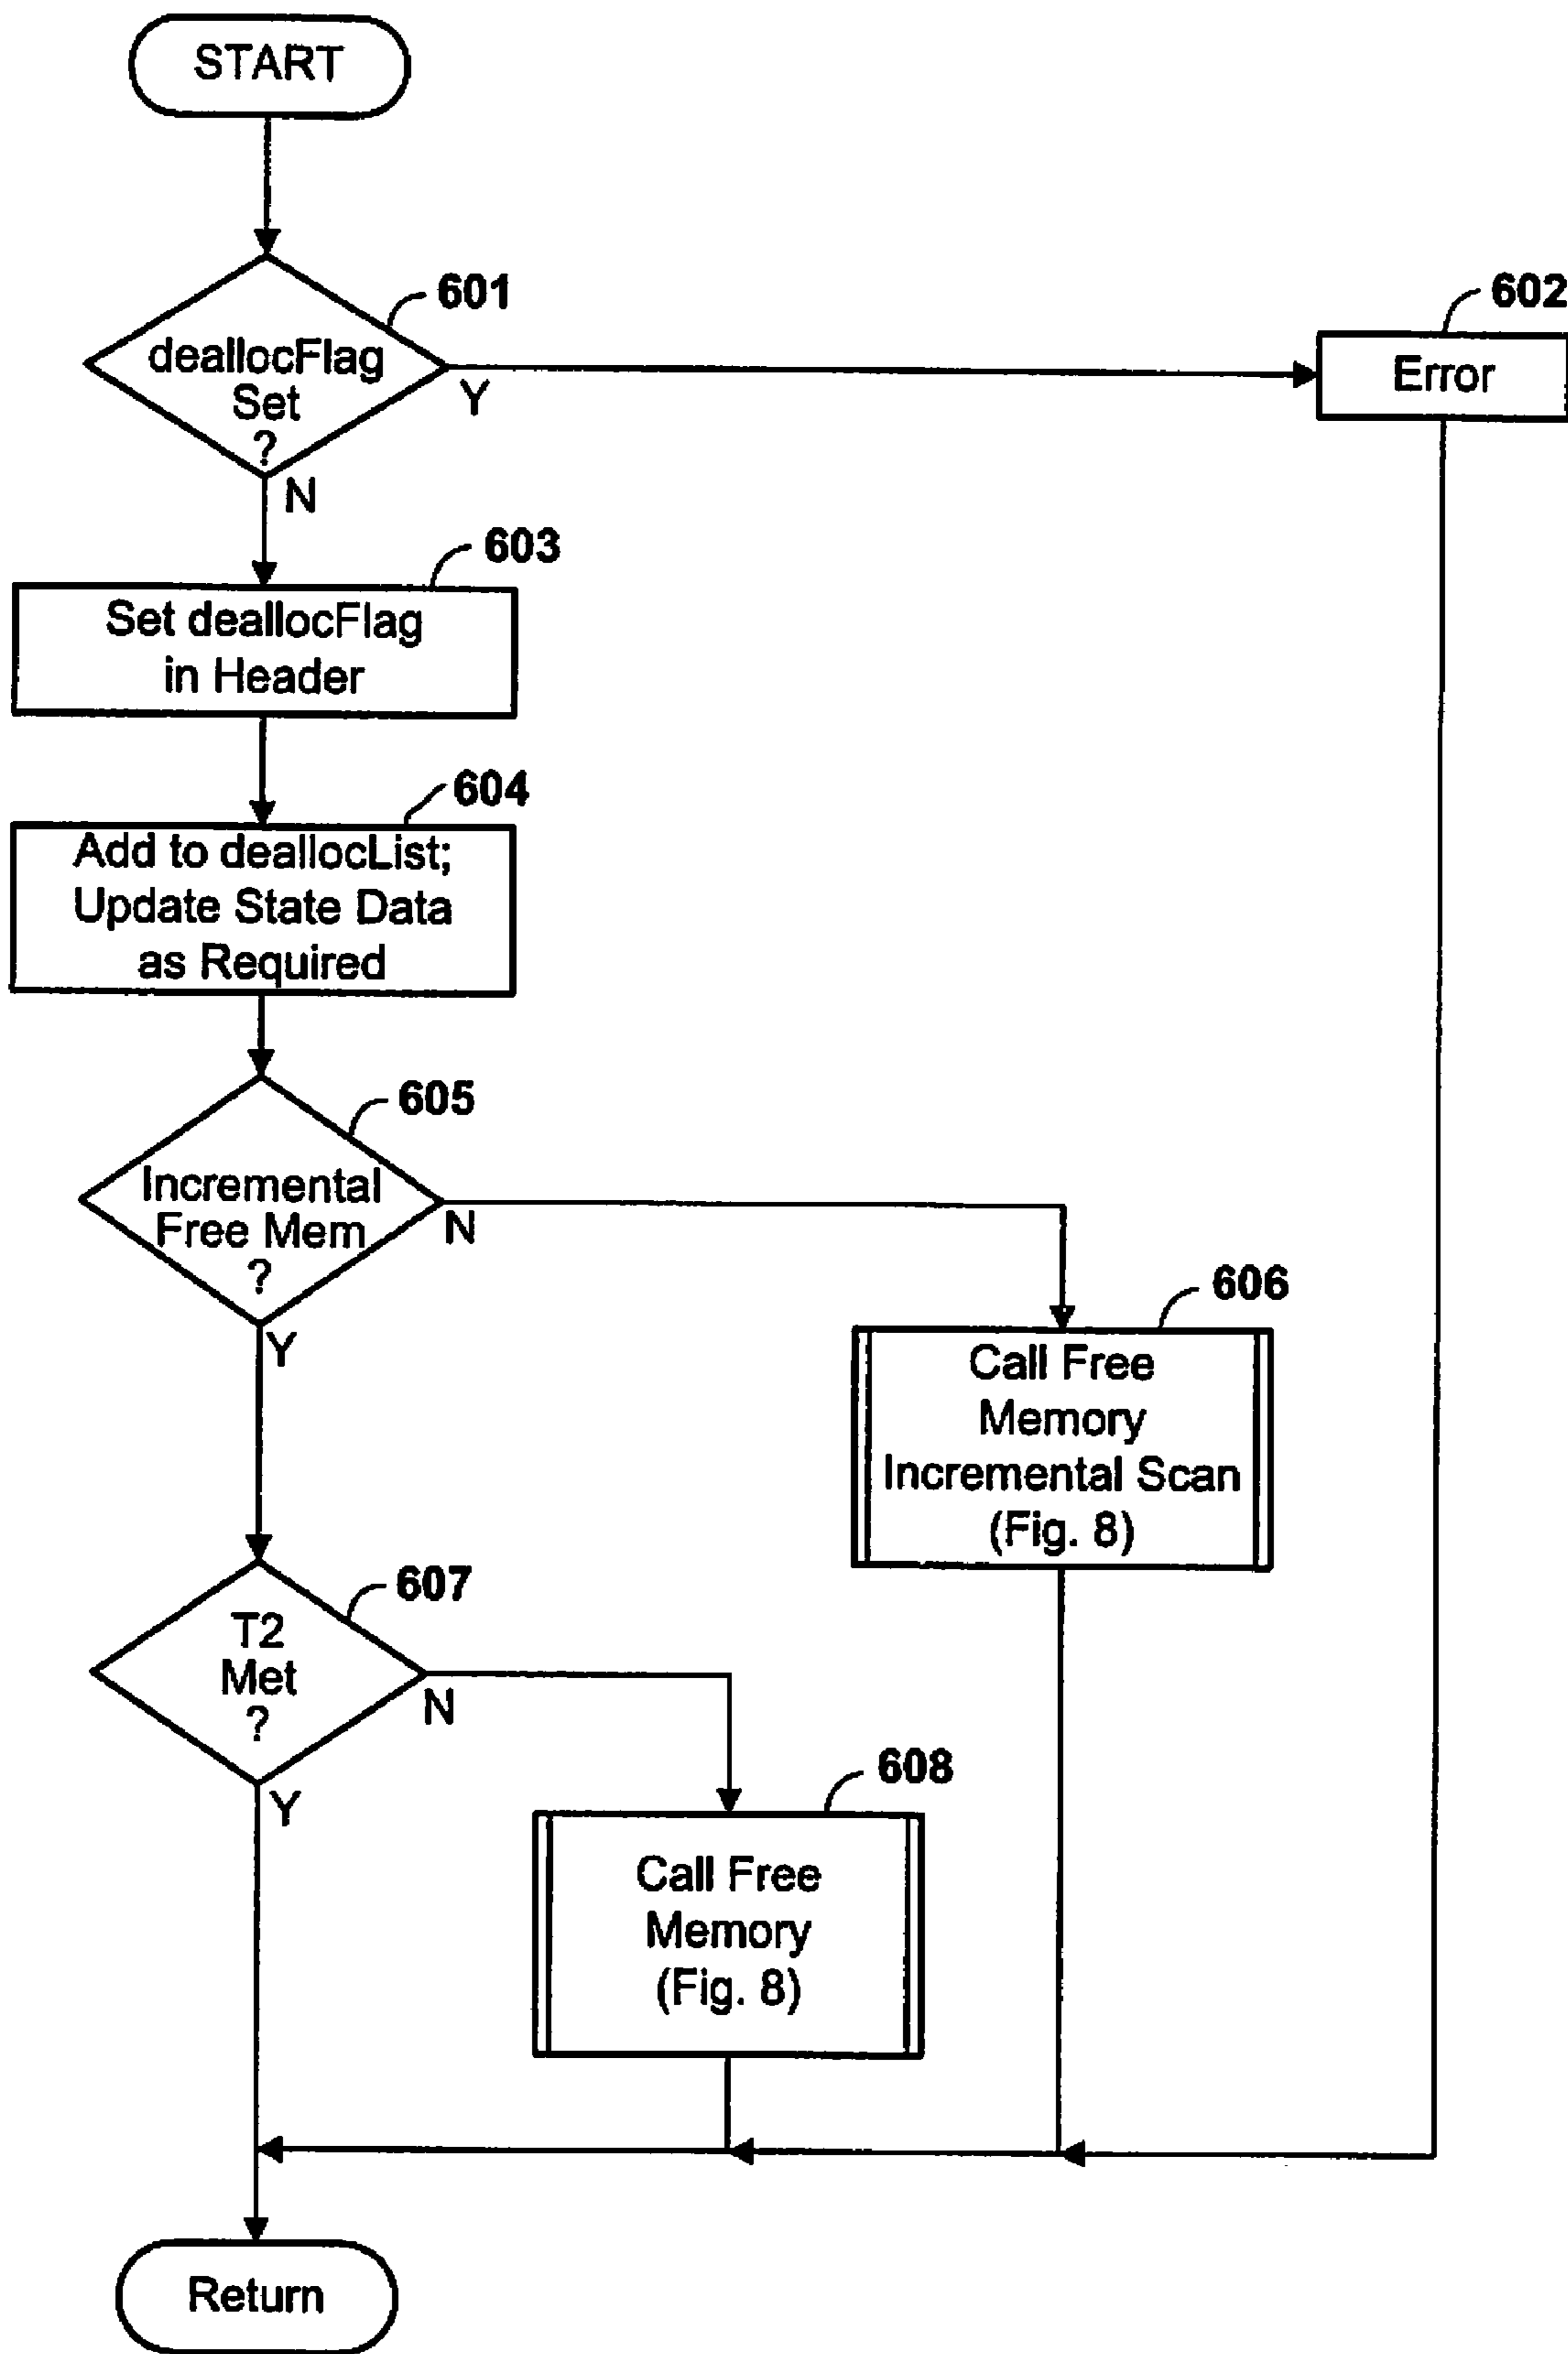 START
601
deallocFlag
Set
?
Y
N
602
Error
603
Set deallocFlag
in Header
604
Add to deallocList;
Update State Data
as Required
605
Incremental
Free Mem
?
N
Y
606
Call Free
Memory
Incremental Scan
(Fig. 8)
607
T2
Met
?
N
Y
608
Call Free
Memory
(Fig. 8)
Return